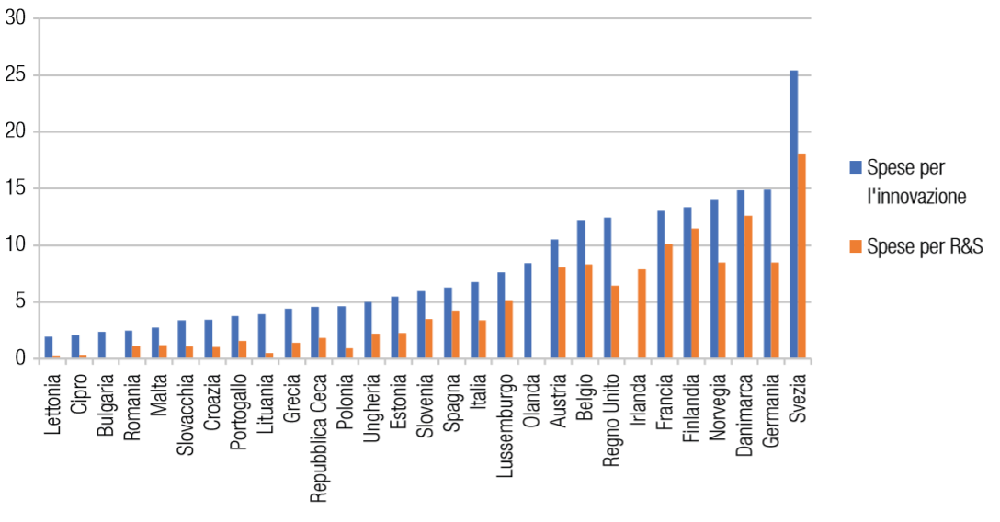 30
25
20
15
10
5
0
Lettonia
Cipro
Bulgaria
Romania
Malta
Slovacchia
Croazia
Portogallo
Lituania
Grecia
Repubblica Ceca
Polonia
Ungheria
Estonia
Slovenia
Spagna
Italia
Lussemburgo
Olanda
Austria
Belgio
Regno Unito
Irlanda
Francia
Finlandia
Norvegia
Danimarca
Germania
Svezia
Spese per
l'innovazione
Spese per R&S